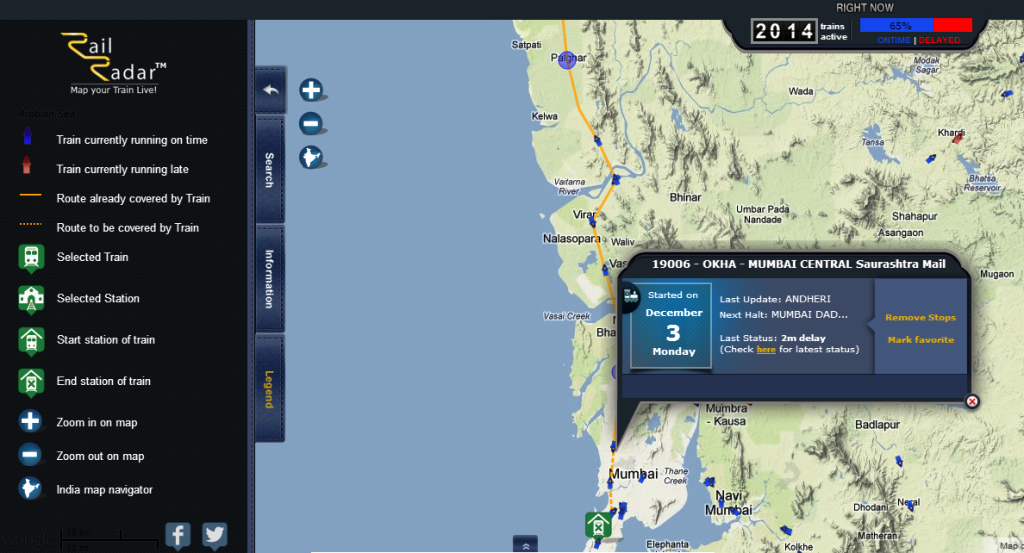 RIGHT NOW
2014
trains
active
65%
ONTIME | DELAYED
Rail
Radar™
Map your Train Live!
Arabian Sea
Train currently running on time
Train currently running late
Route already covered by Train
Route to be covered by Train
Selected Train
Selected Station
Start station of train
End station of train
Zoom in on map
Zoom out on map
India map navigator
Search
Information
Legend
Satpati
Palghar
Kelwa
Vaitarna
River
Virar
Nalasopara
Waliv
Vas
Vasai Creek
Bha
Bhinar
Wada
Umbar Pada
Nandade
Modak
Sagar
Tansa
Khardi
Bhatsa
Reservoir
Shahapur
Asangaon
Mugaon
19006 - OKHA - MUMBAI CENTRAL Saurashtra Mail
Started on
December
3
Monday
Last Update: ANDHERI
Next Halt: MUMBAI DAD...
Last Status: 2m delay
(Check here for latest status)
Remove Stops
Mark favorite
Mumbra
- Kausa
Badlapur
Mumbai
Thane
Creek
Navi
Mumbai
Dhodani
Neral
Elephanta
Kolkhe
Map